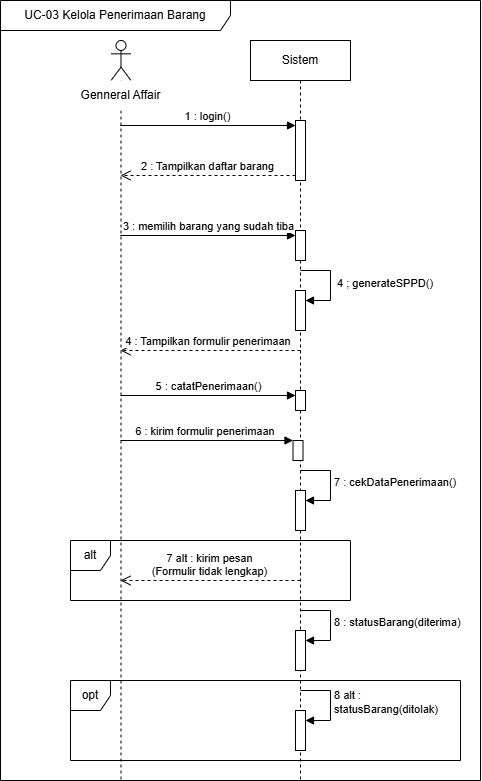 UC-03 Kelola Penerimaan Barang
Sistem
Genneral Affair
1 : login()
2 : Tampilkan daftar barang
3 : memilih barang yang sudah tiba
4 ; generateSPPD()
4 : Tampilkan formulir penerimaan
5 : catatPenerimaan()
6 : kirim formulir penerimaan
7 : cekDataPenerimaan()
alt
7 alt : kirim pesan
(Formulir tidak lengkap)
8 : statusBarang(diterima)
opt
8 alt :
statusBarang(ditolak)